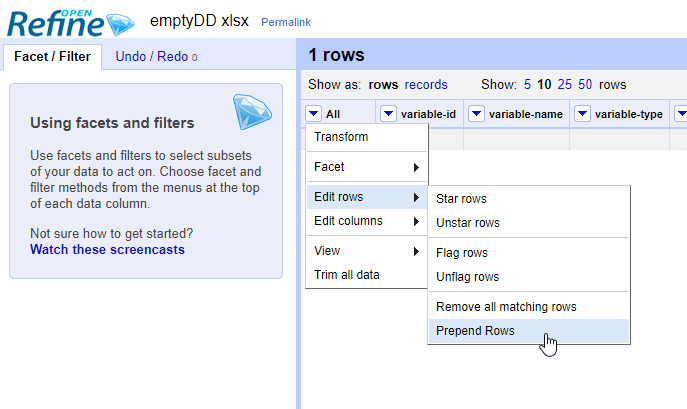 OPEN
Refine
emptyDD xlsx Permalink
Facet / Filter Undo / Redo 0
1 rows
Show as: rows records Show: 5 10 25 50 rows
All variable-id variable-name variable-type
Using facets and filters
Use facets and filters to select subsets
of your data to act on. Choose facet and
filter methods from the menus at the top
of each data column.
Not sure how to get started?
Watch these screencasts
Transform
Facet
Edit rows
Edit columns
View
Trim all data
Star rows
Unstar rows
Flag rows
Unflag rows
Remove all matching rows
Prepend Rows